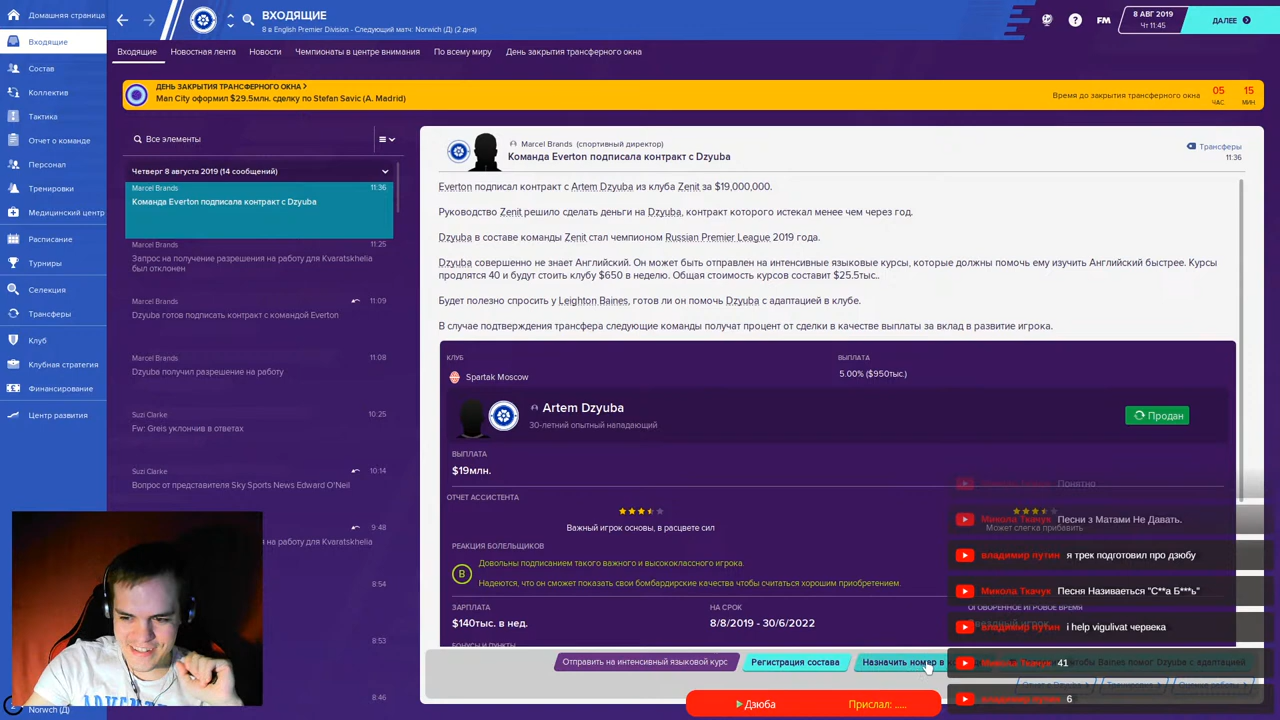 Домашняя страница
Входящие
Состав
Коллектив
Тактика
Отчет о команде
Персонал
Тренировки
Медицинский центр
Расписание
Турниры
Селекция
Трансферы
Клуб
Клубная стратегия
Финансирование
Центр развития
Norwch (Д)
ВХОДЯЩИЕ
8 в English Premier Division - Следующий матч: Norwich (Д) (2 дня)
FM
8 АВГ 2019
Чт 11:45
ДАЛЕЕ
Входящие Новостная лента Новости Чемпионаты в центре внимания По всему миру День закрытия трансферного окна
ДЕНЬ ЗАКРЫТИЯ ТРАНСФЕРНОГО ОКНА
Man City оформил $29.5млн. сделку по Stefan Savic (A. Madrid)
Время до закрытия трансферного окна
05 15
ЧАС. МИН.
Все элементы
Четверг 8 августа 2019 (14 сообщений)
Marcel Brands 11:36
Команда Everton подписала контракт с Dzyuba
Marcel Brands 11:25
Запрос на получение разрешения на работу для Kvaratskhelia
был отклонен
Marcel Brands 11:09
Dzyuba готов подписать контракт с командой Everton
Marcel Brands 11:08
Dzyuba получил разрешение на работу
Suzi Clarke 10:25
Fw: Greis уклончив в ответах
Suzi Clarke 10:14
Вопрос от представителя Sky Sports News Edward O'Neil
9:48
на работу для Kvaratskhelia
8:54
8:53
8:46
Marcel Brands (спортивный директор)
Команда Everton подписала контракт с Dzyuba
Трансферы
11:36
Everton подписал контракт с Artem Dzyuba из клуба Zenit за $19,000,000.
Руководство Zenit решило сделать деньги на Dzyuba, контракт которого истекал менее чем через год.
Dzyuba в составе команды Zenit стал чемпионом Russian Premier League 2019 года.
Dzyuba совершенно не знает Английский. Он может быть отправлен на интенсивные языковые курсы, которые должны помочь ему изучить Английский быстрее. Курсы
продлятся 40 и будут стоить клубу $650 в неделю. Общая стоимость курсов составит $25.5тыс..
Будет полезно спросить у Leighton Baines, готов ли он помочь Dzyuba с адаптацией в клубе.
В случае подтверждения трансфера следующие команды получат процент от сделки в качестве выплаты за вклад в развитие игрока.
КЛУБ ВЫПЛАТА
Spartak Moscow 5.00% ($950тыс.)
Artem Dzyuba
30-летний опытный нападающий
Продан
ВЫПЛАТА
$19млн.
ОТЧЕТ АССИСТЕНТА
Важный игрок основы, в расцвете сил
Может слегка прибавить
РЕАКЦИЯ БОЛЕЛЬЩИКОВ
B
Довольны подписанием такого важного и высококлассного игрока.
Надеются, что он сможет показать свои бомбардирские качества чтобы считаться хорошим приобретением.
ЗАРПЛАТА НА СРОК ОГОВОРЕННОЕ ИГРОВОЕ ВРЕМЯ
$140тыс. в нед. 8/8/2019 - 30/6/2022
Отправить на интенсивный языковой курс Регистрация состава Назначить номер в
чтобы Baines помог Dzyuba с адаптацией
Понятно
Микола Ткачук Песни з Матами Не Давать.
владимир путин я трек подготовил про дзюбу
Микола Ткачук Песня Називаеться "С**а Б***ь"
владимир путин i help vigulivat червека
Микола Ткачук 41
владимир путин 6
Дзюба Прислал: .....